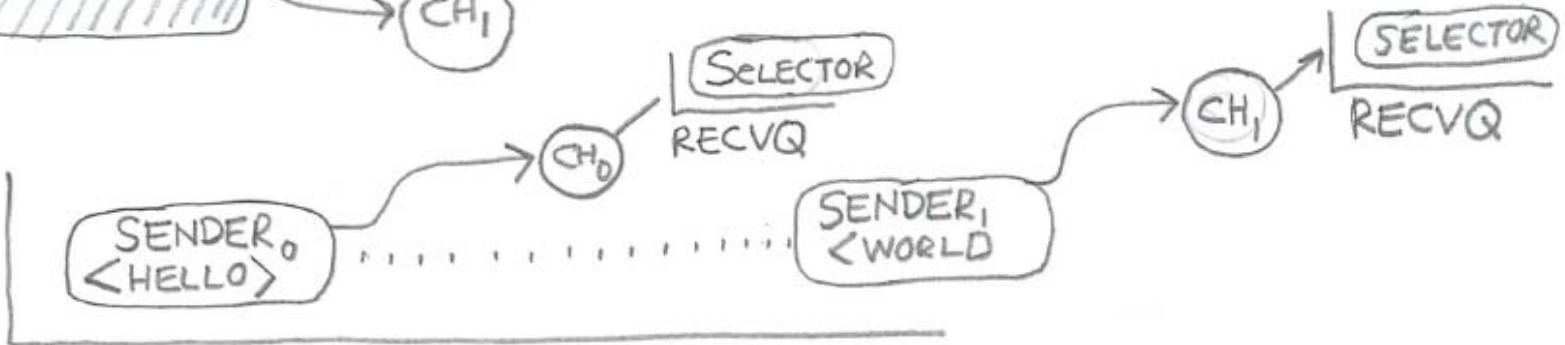 CH₁
SELECTOR
RECVQ
CH₀
SENDER₀
<HELLO>
SENDER₁
<WORLD
CH₁
SELECTOR
RECVQ